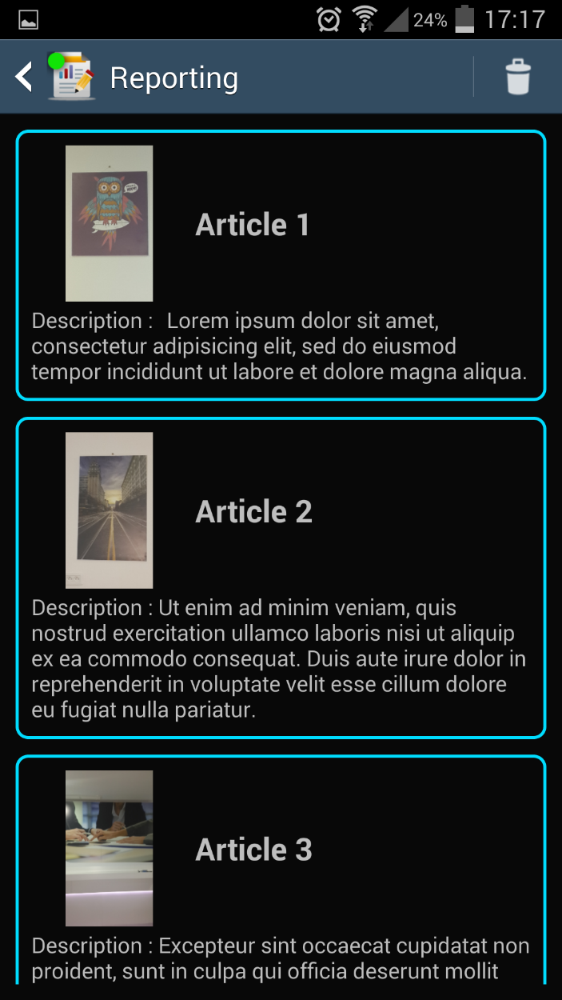 24% 17:17
Reporting
Article 1
Description :   Lorem ipsum dolor sit amet,
consectetur adipisicing elit, sed do eiusmod
tempor incididunt ut labore et dolore magna aliqua.
Article 2
Description : Ut enim ad minim veniam, quis
nostrud exercitation ullamco laboris nisi ut aliquip
ex ea commodo consequat. Duis aute irure dolor in
reprehenderit in voluptate velit esse cillum dolore
eu fugiat nulla pariatur.
Article 3
Description : Excepteur sint occaecat cupidatat non
proident, sunt in culpa qui officia deserunt mollit